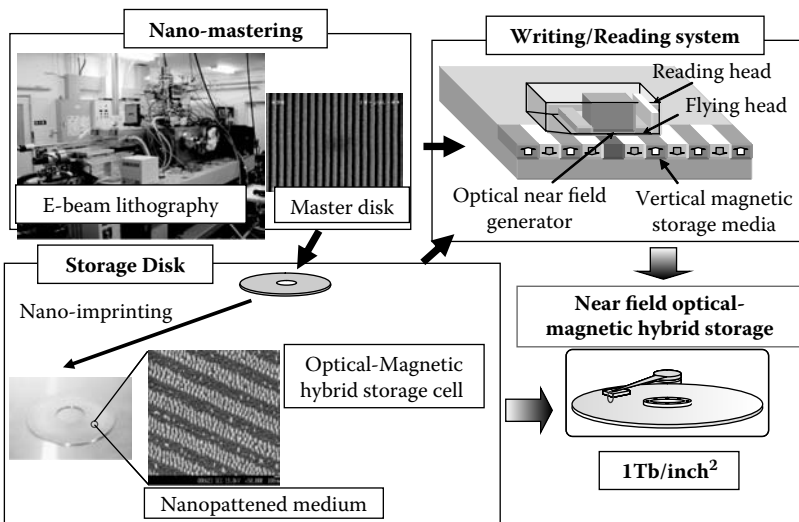 Nano-mastering
E-beam lithography
Master disk
Writing/Reading system
Reading head
Flying head
Optical near field
generator
Vertical magnetic
storage media
Storage Disk
Nano-imprinting
Optical-Magnetic
hybrid storage cell
Nanopattened medium
Near field optical-
magnetic hybrid storage
1Tb/inch²